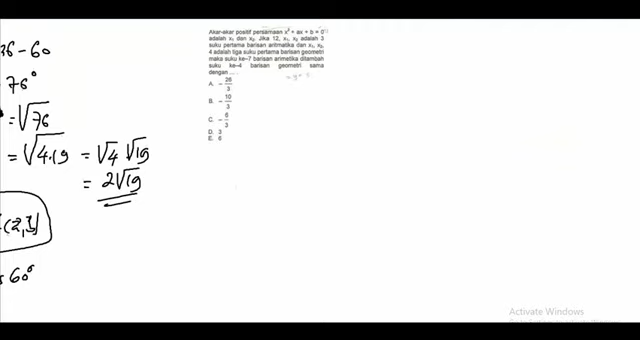 36 - 60
76°
= √76
= √4.19 = √4 √19
= 2√19
(2,3]
60°
Akar-akar positif persamaan x² + ax + b = 0
adalah x₁ dan x₂. Jika 12, x₁, x₂ adalah 3
suku pertama barisan aritmatika dan x₁, x₂,
4 adalah tiga suku pertama barisan geometri
maka suku ke-7 barisan arimetika ditambah
suku ke-4 barisan geometri sama
dengan ....
A. -26/3
B. -10/3
C. -6/3
D. 3
E. 6
Activate Windows